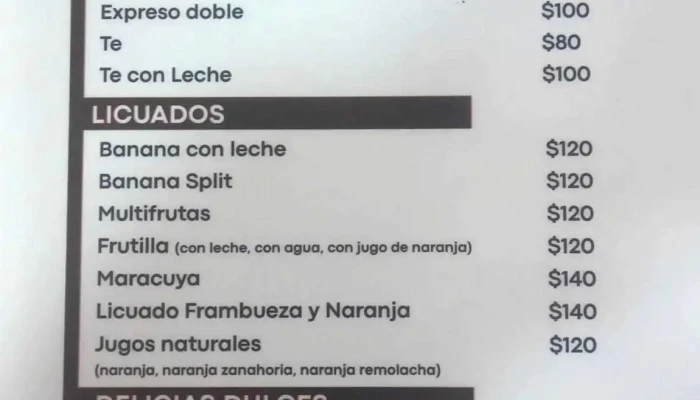 Expreso doble $100
Te $80
Te con Leche $100
LICUADOS
Banana con leche $120
Banana Split $120
Multifrutas $120
Frutilla (con leche, con agua, con jugo de naranja) $120
Maracuya $140
Licuado Frambueza y Naranja $140
Jugos naturales $120
(naranja, naranja zanahoria, naranja remolacha)
DELICIAS DULCES